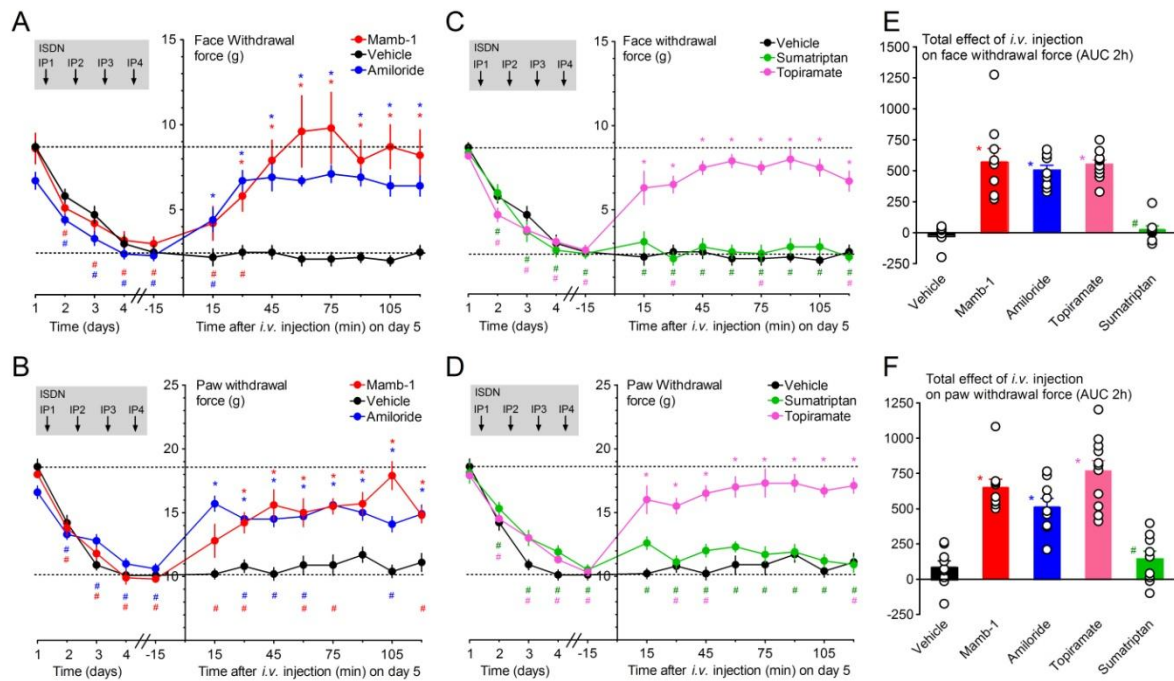 A
ISDN
IP1 IP2 IP3 IP4
Face Withdrawal
force (g)
Mamb-1
Vehicle
Amiloride
15
10
5
* * * * * * * *
* * * * * * *
# # # # # #
# # # # #
1 2 3 4 -15 15 45 75 105
Time (days)
Time after i.v. injection (min) on day 5
C
ISDN
IP1 IP2 IP3 IP4
Face withdrawal
force (g)
Vehicle
Sumatriptan
Topiramate
15
10
5
* * * * * * * *
# # # # # # # # # # # #
# # # # # # #
1 2 3 4 -15 15 45 75 105
Time (days)
Time after i.v. injection (min) on day 5
E
Total effect of i.v. injection
on face withdrawal force (AUC 2h)
1500
1250
1000
750
500
250
0
-250
* * * #
Vehicle
Mamb-1
Amiloride
Topiramate
Sumatriptan
B
ISDN
IP1 IP2 IP3 IP4
Paw withdrawal
force (g)
Mamb-1
Vehicle
Amiloride
25
20
15
10
* * * * * * * *
* * * * * * *
# # # # # # # #
# # # # # # # # #
1 2 3 4 -15 15 45 75 105
Time (days)
Time after i.v. injection (min) on day 5
D
ISDN
IP1 IP2 IP3 IP4
Paw Withdrawal
force (g)
Vehicle
Sumatriptan
Topiramate
25
20
15
10
* * * * * * * *
# # # # # # # # # # # #
# # # # # # #
1 2 3 4 -15 15 45 75 105
Time (days)
Time after i.v. injection (min) on day 5
F
Total effect of i.v. injection
on paw withdrawal force (AUC 2h)
1250
1000
750
500
250
0
-250
* * * #
Vehicle
Mamb-1
Amiloride
Topiramate
Sumatriptan